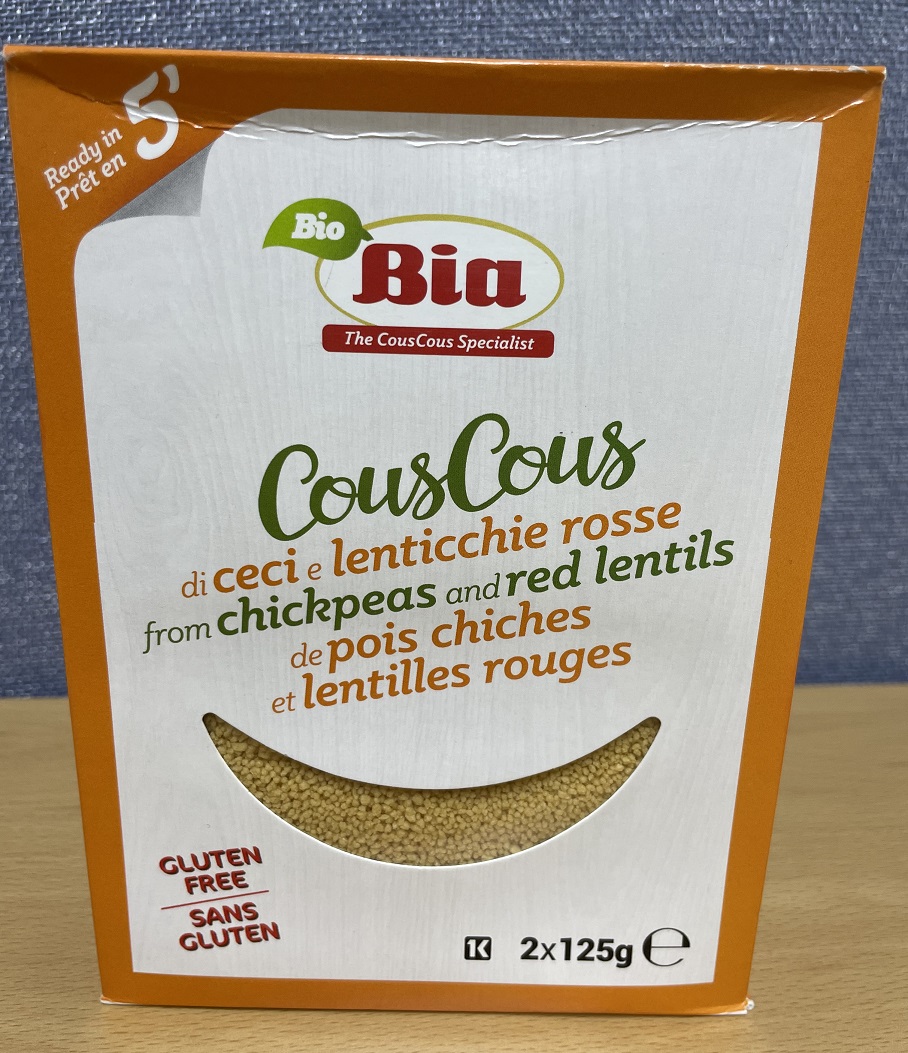 Ready in
Prêt en
5'
Bio
Bia
The CousCous Specialist
CousCous
di ceci e lenticchie rosse
from chickpeas and red lentils
de pois chiches
et lentilles rouges
GLUTEN
FREE
SANS
GLUTEN
K 2x125g ℮